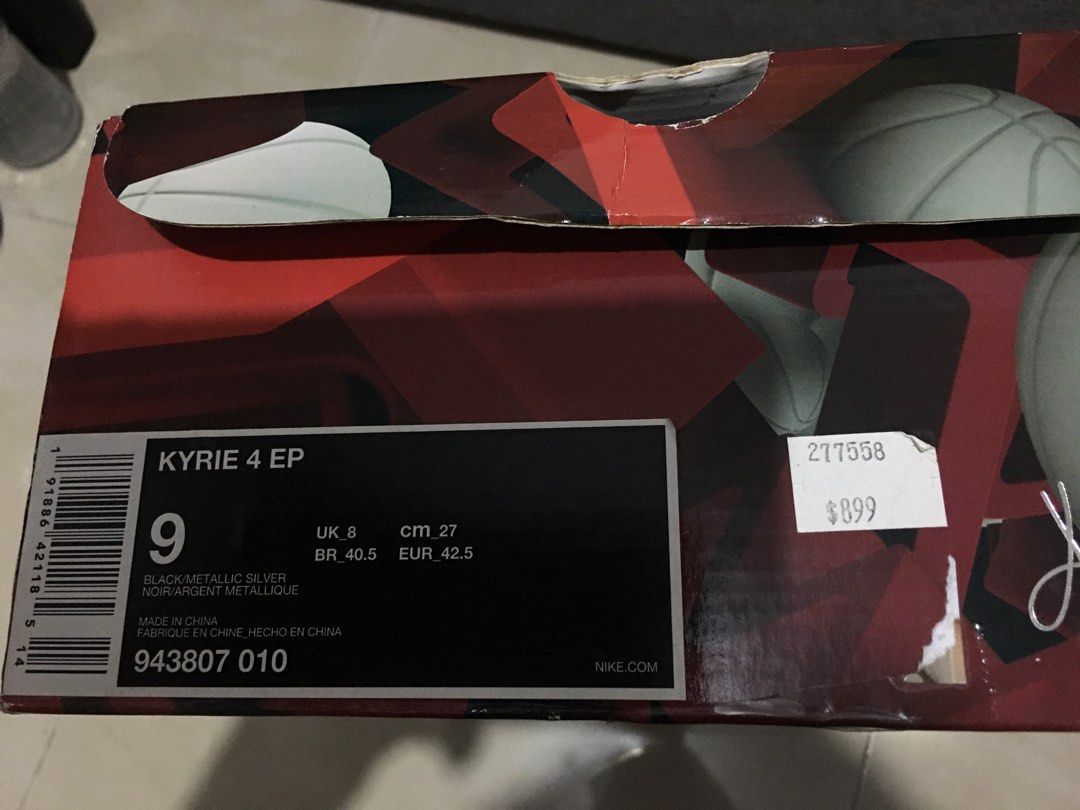 KYRIE 4 EP
9
UK_8 cm_27
BR_40.5 EUR_42.5
BLACK/METALLIC SILVER
NOIR/ARGENT METALLIQUE
MADE IN CHINA
FABRIQUE EN CHINE_HECHO EN CHINA
943807 010
NIKE.COM
1 91886 42118 5 14
277558
$899